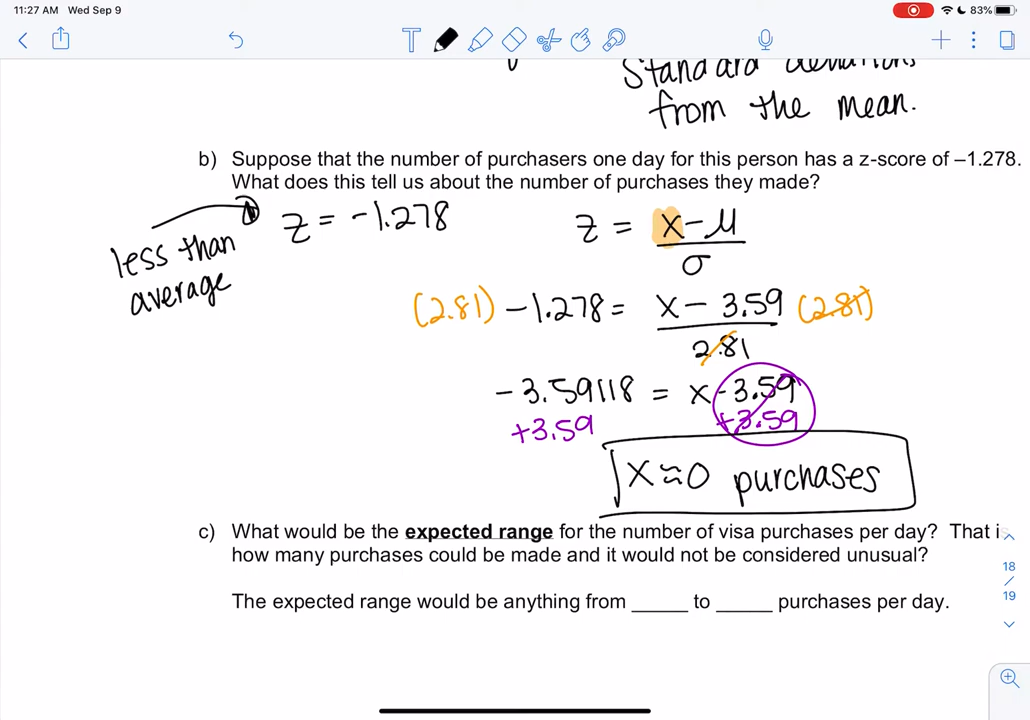 11:27 AM Wed Sep 9
83%
T
standard deviations
from the mean.
b) Suppose that the number of purchasers one day for this person has a z-score of –1.278.
What does this tell us about the number of purchases they made?
z = -1.278
z = x-μ
σ
less than
average
(2.81) -1.278 = x - 3.59 (2.81)
2.81
-3.59118 = x -3.59
+3.59 +3.59
x≈0 purchases
c) What would be the expected range for the number of visa purchases per day? That is
how many purchases could be made and it would not be considered unusual?
18
/
19
The expected range would be anything from _____ to _____ purchases per day.